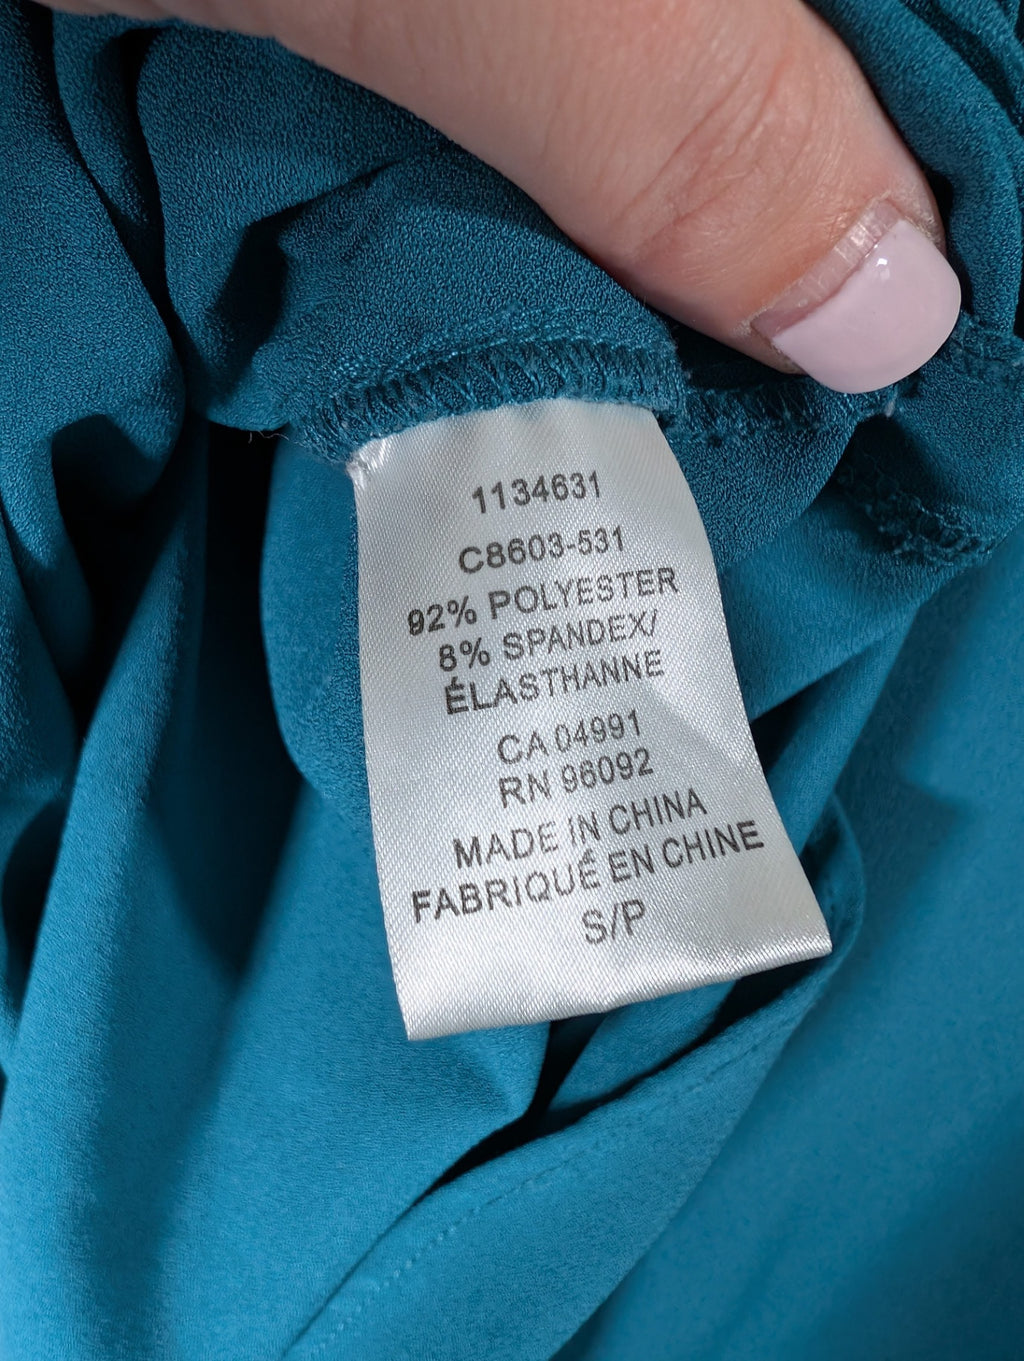 1134631
C8603-531
92% POLYESTER
8% SPANDEX/
ÉLASTHANNE
CA 04991
RN 96092
MADE IN CHINA
FABRIQUÉ EN CHINE
S/P